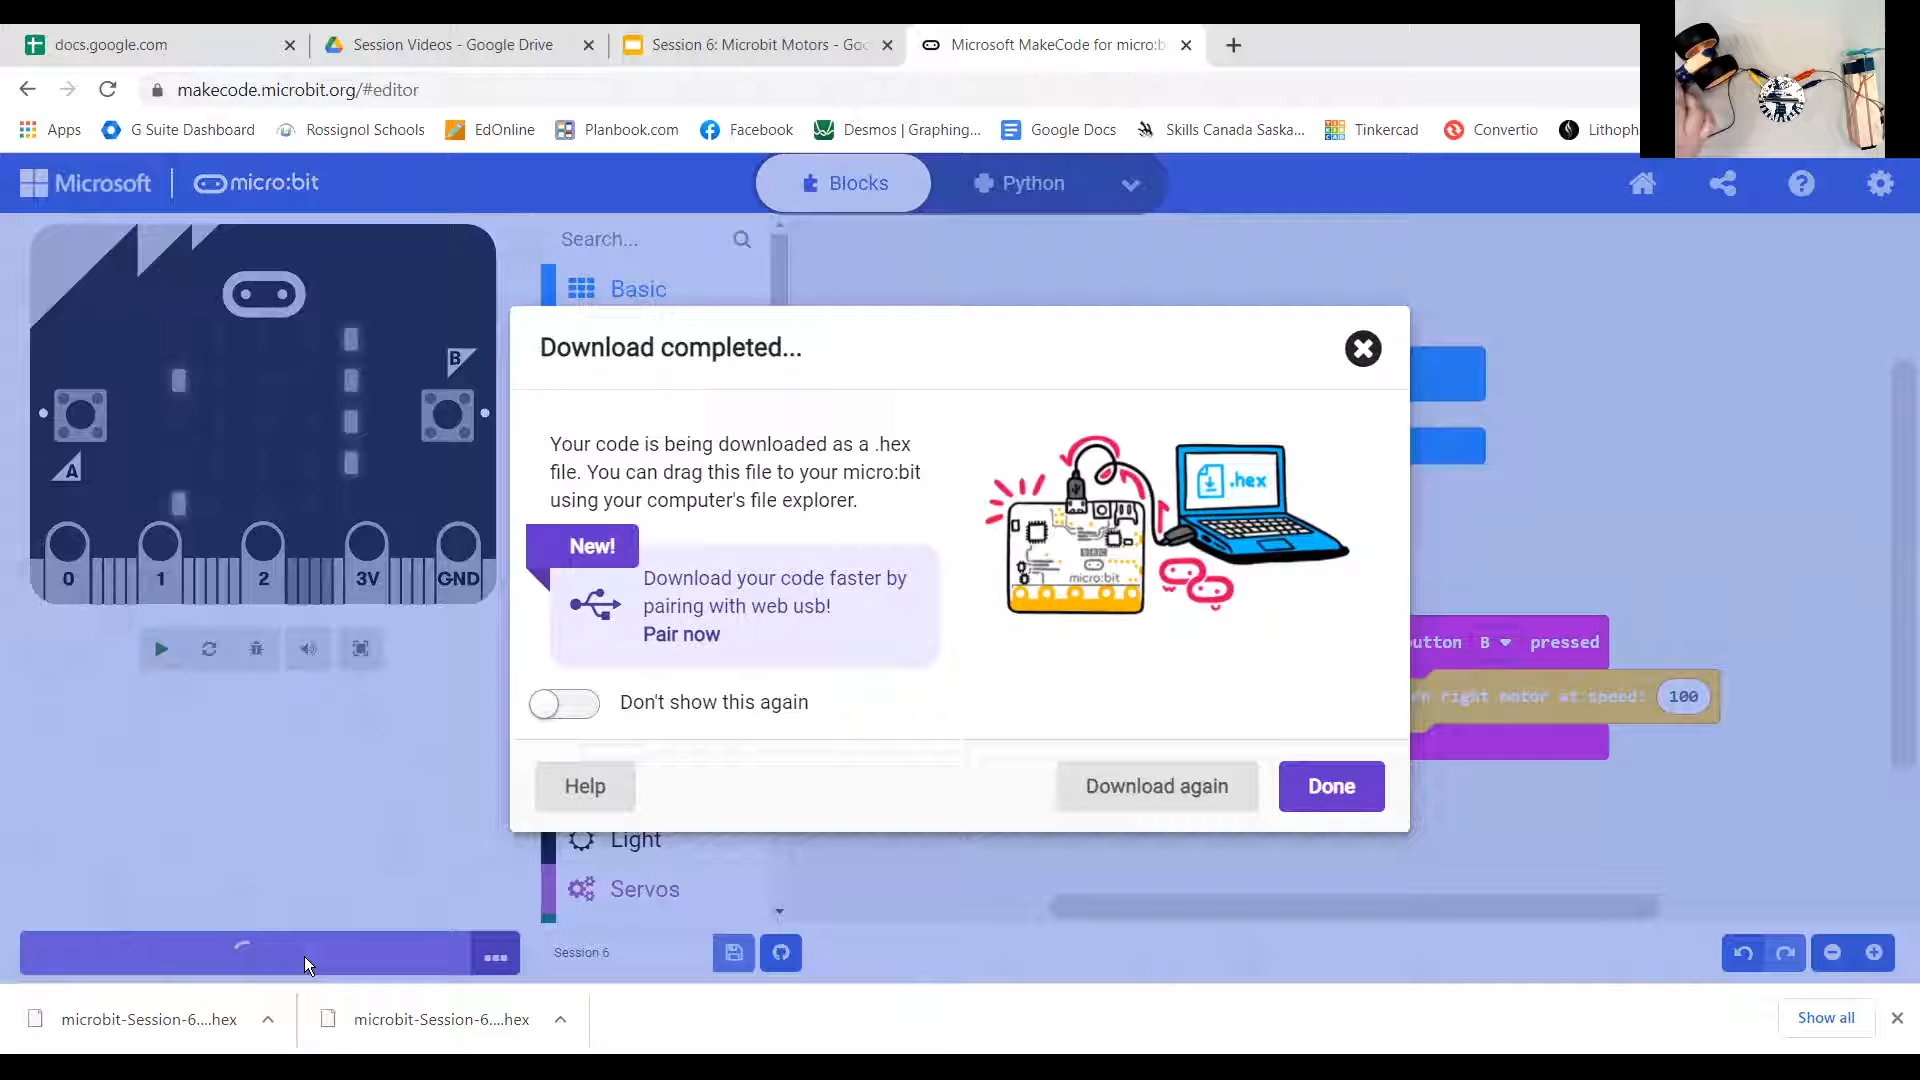 docs.google.com
Session Videos - Google Drive
Session 6: Microbit Motors - Goo
Microsoft MakeCode for micro:b
makecode.microbit.org/#editor
Apps
G Suite Dashboard
Rossignol Schools
EdOnline
Planbook.com
Facebook
Desmos | Graphing...
Google Docs
Skills Canada Saska...
Tinkercad
Convertio
Lithoph
Microsoft
micro:bit
Blocks
Python
Search...
Basic
B
A
0
1
2
3V
GND
Download completed...
Your code is being downloaded as a .hex
file. You can drag this file to your micro:bit
using your computer's file explorer.
New!
Download your code faster by
pairing with web usb!
Pair now
.hex
micro:bit
Don't show this again
Help
Download again
Done
utton B pressed
rn right motor at speed: 100
Light
Servos
Session 6
microbit-Session-6....hex
microbit-Session-6....hex
Show all